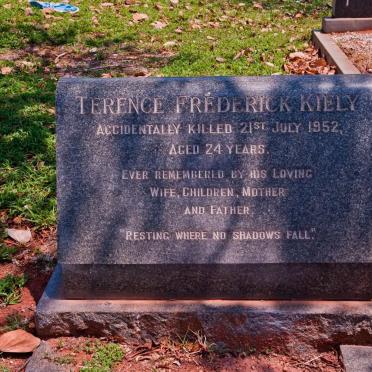 TERENCE FREDERICK KIELY
ACCIDENTALLY KILLED 21ST JULY 1952,
AGED 24 YEARS.
EVER REMEMBERED BY HIS LOVING
WIFE, CHILDREN, MOTHER
AND FATHER.
"RESTING WHERE NO SHADOWS FALL."